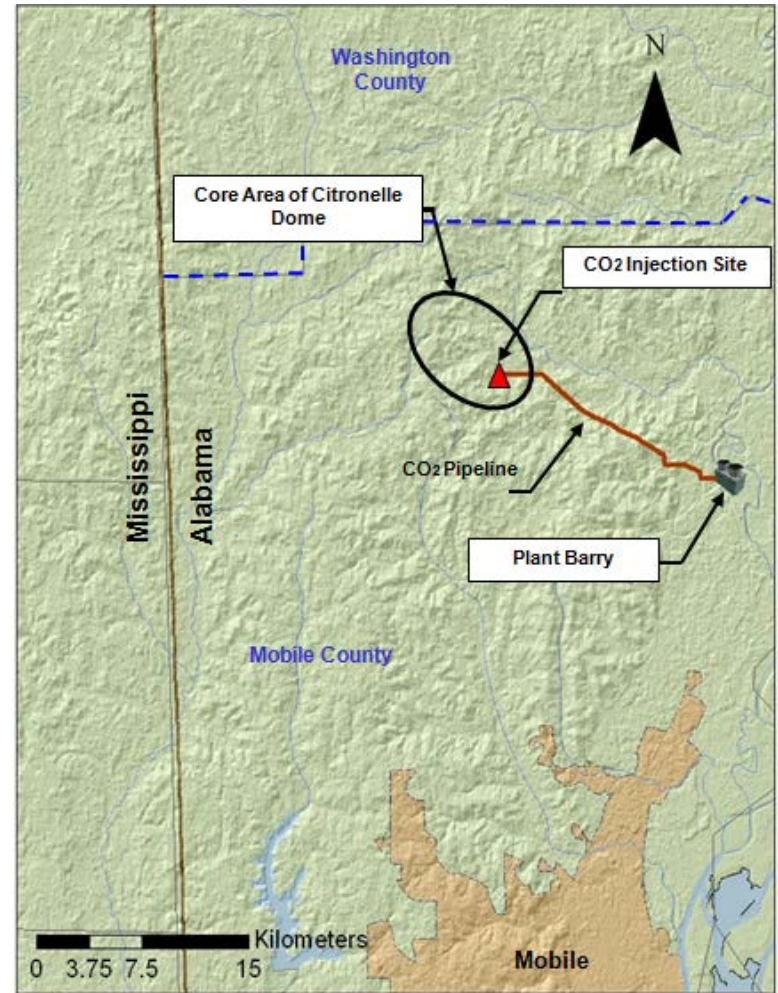 Washington
County
N
Core Area of Citronelle
Dome
CO2 Injection Site
Mississippi
Alabama
CO2 Pipeline
Plant Barry
Mobile County
Kilometers
0 3.75 7.5 15
Mobile